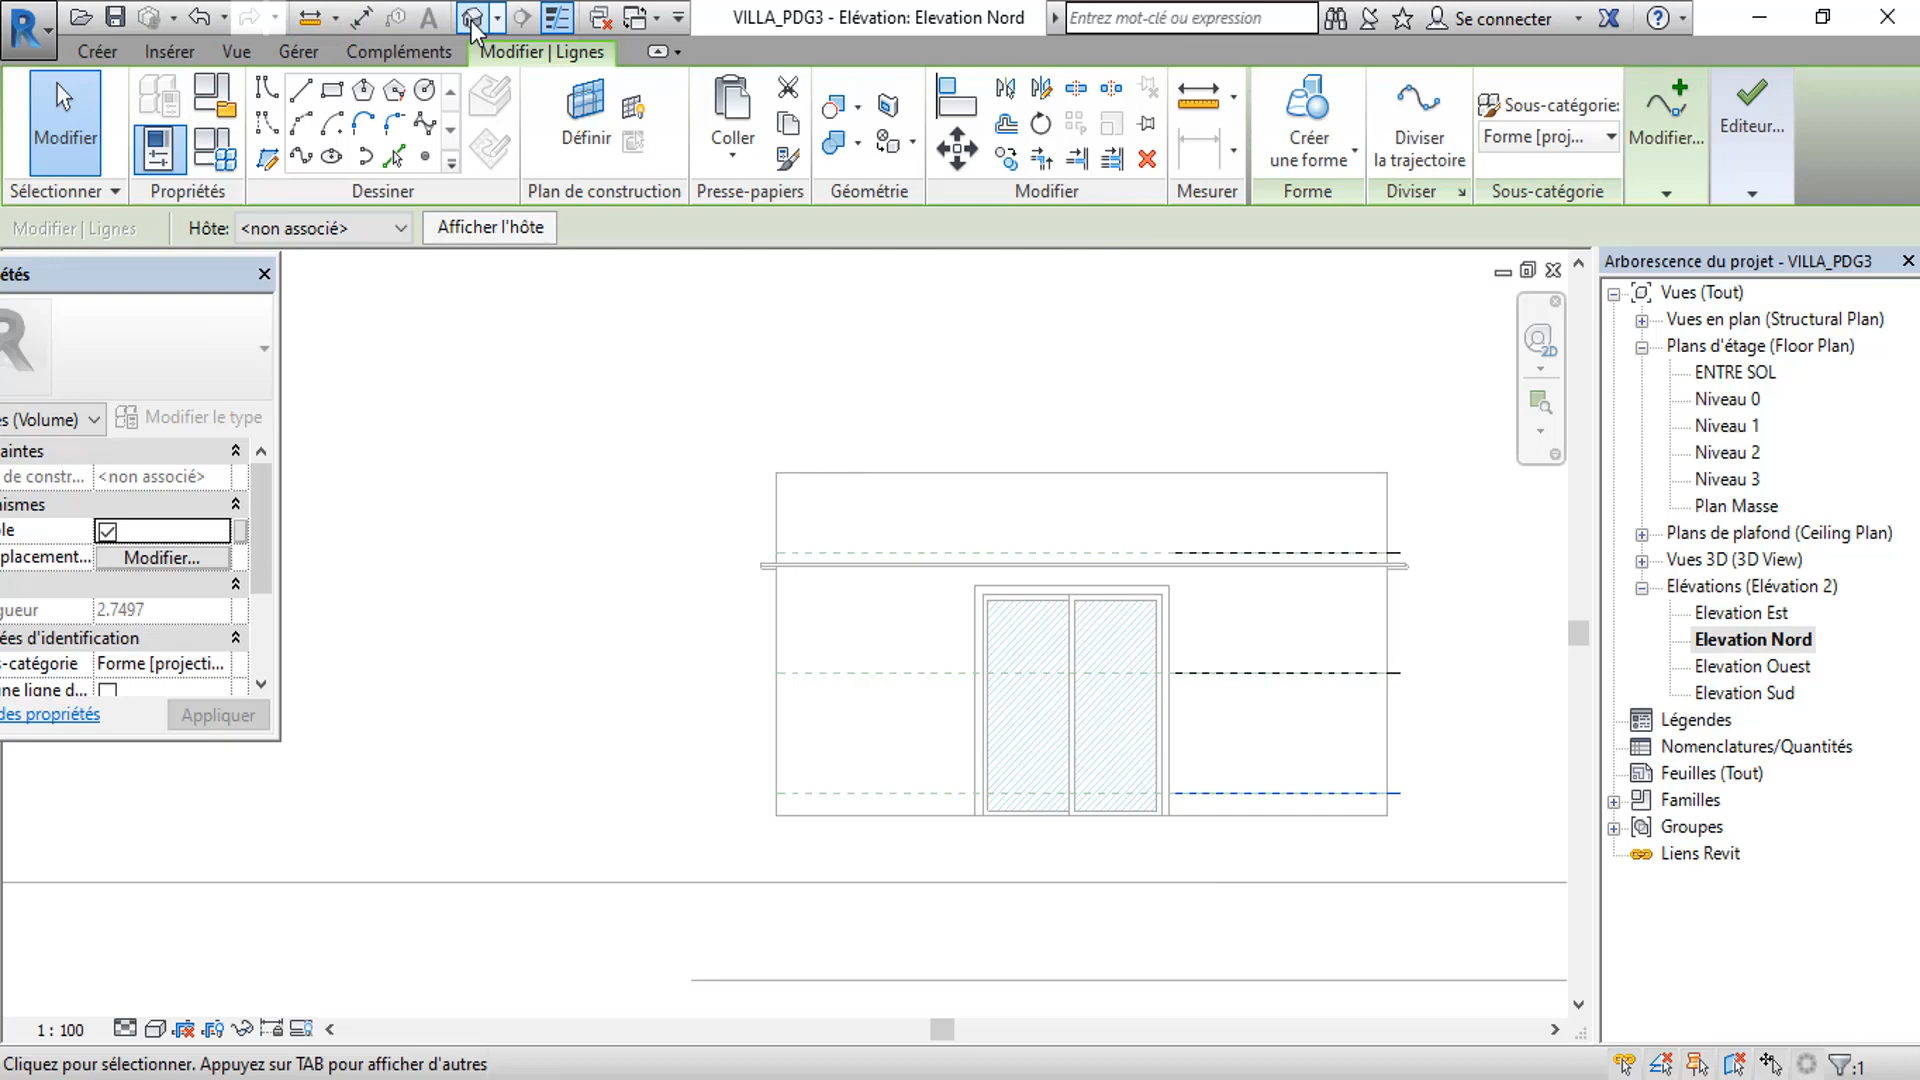 VILLA_PDG3 - Elévation: Elevation Nord
Entrez mot-clé ou expression
Se connecter
Créer
Insérer
Vue
Gérer
Compléments
Modifier | Lignes
Modifier
Définir
Coller
Créer
une forme
Diviser
la trajectoire
Sous-catégorie:
Forme [proj...
Modifier...
Editeur...
Sélectionner
Propriétés
Dessiner
Plan de construction
Presse-papiers
Géométrie
Modifier
Mesurer
Forme
Diviser
Sous-catégorie
Modifier | Lignes
Hôte:
<non associé>
Afficher l'hôte
étés
R
es (Volume)
Modifier le type
aintes
de constr...
<non associé>
nismes
ole
placement...
Modifier...
gueur
2.7497
ées d'identification
s-catégorie
Forme [projecti...
ne ligne d...
des propriétés
Appliquer
2D
Arborescence du projet - VILLA_PDG3
Vues (Tout)
Vues en plan (Structural Plan)
Plans d'étage (Floor Plan)
ENTRE SOL
Niveau 0
Niveau 1
Niveau 2
Niveau 3
Plan Masse
Plans de plafond (Ceiling Plan)
Vues 3D (3D View)
Elévations (Elévation 2)
Elevation Est
Elevation Nord
Elevation Ouest
Elevation Sud
Légendes
Nomenclatures/Quantités
Feuilles (Tout)
Familles
Groupes
Liens Revit
1 : 100
Cliquez pour sélectionner. Appuyez sur TAB pour afficher d'autres
:1